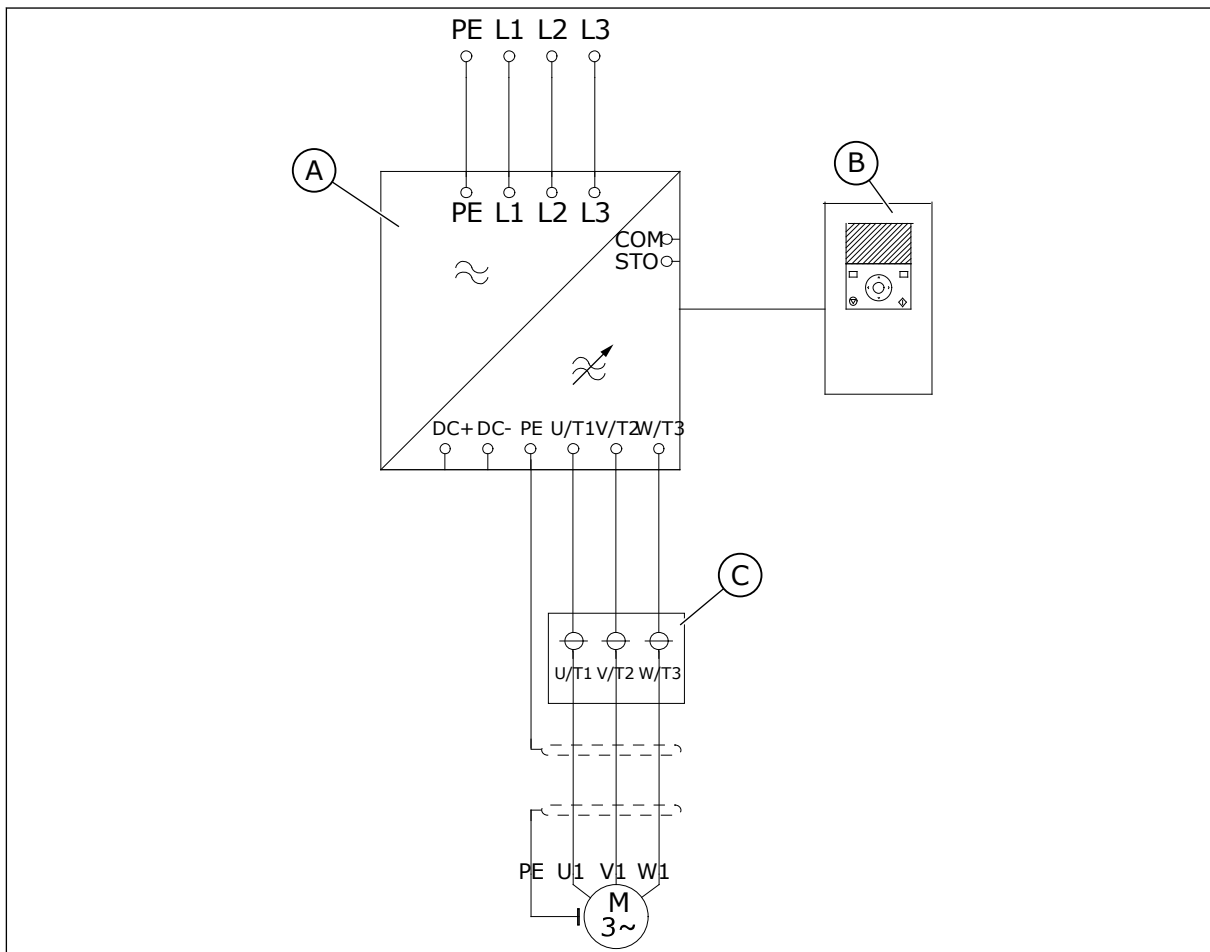 PE L1 L2 L3
A
B
PE L1 L2 L3
COM
STO
DC+ DC- PE U/T1 V/T2 W/T3
C
U/T1 V/T2 W/T3
PE U1 V1 W1
M
3~